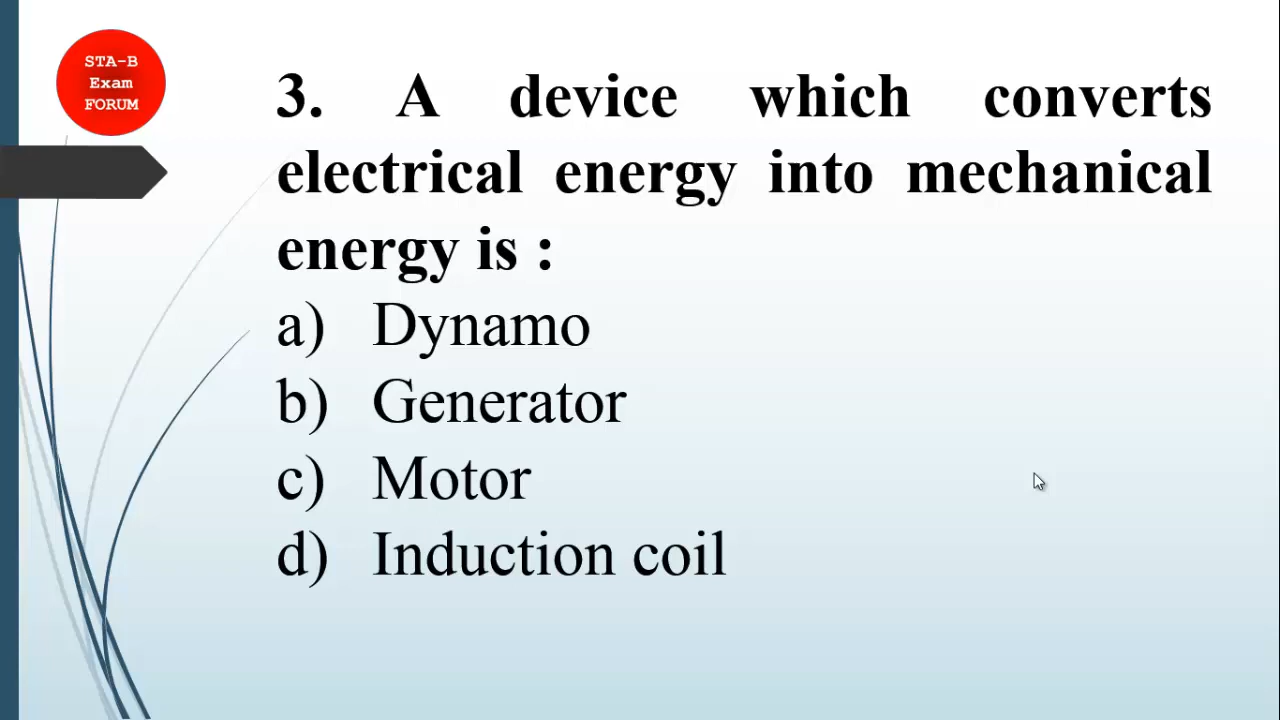 STA-B
Exam
FORUM
3. A device which converts
electrical energy into mechanical
energy is :
a) Dynamo
b) Generator
c) Motor
d) Induction coil